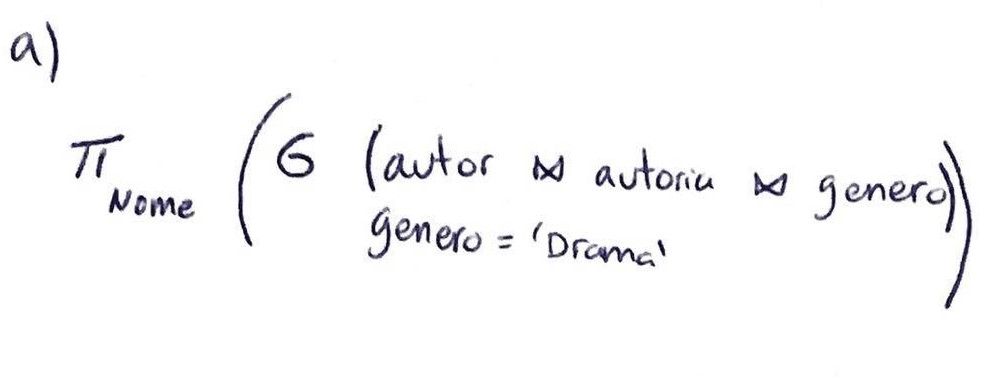 a)
π Nome (σ (autor ⋈ autoria ⋈ genero))
genero = 'Drama'